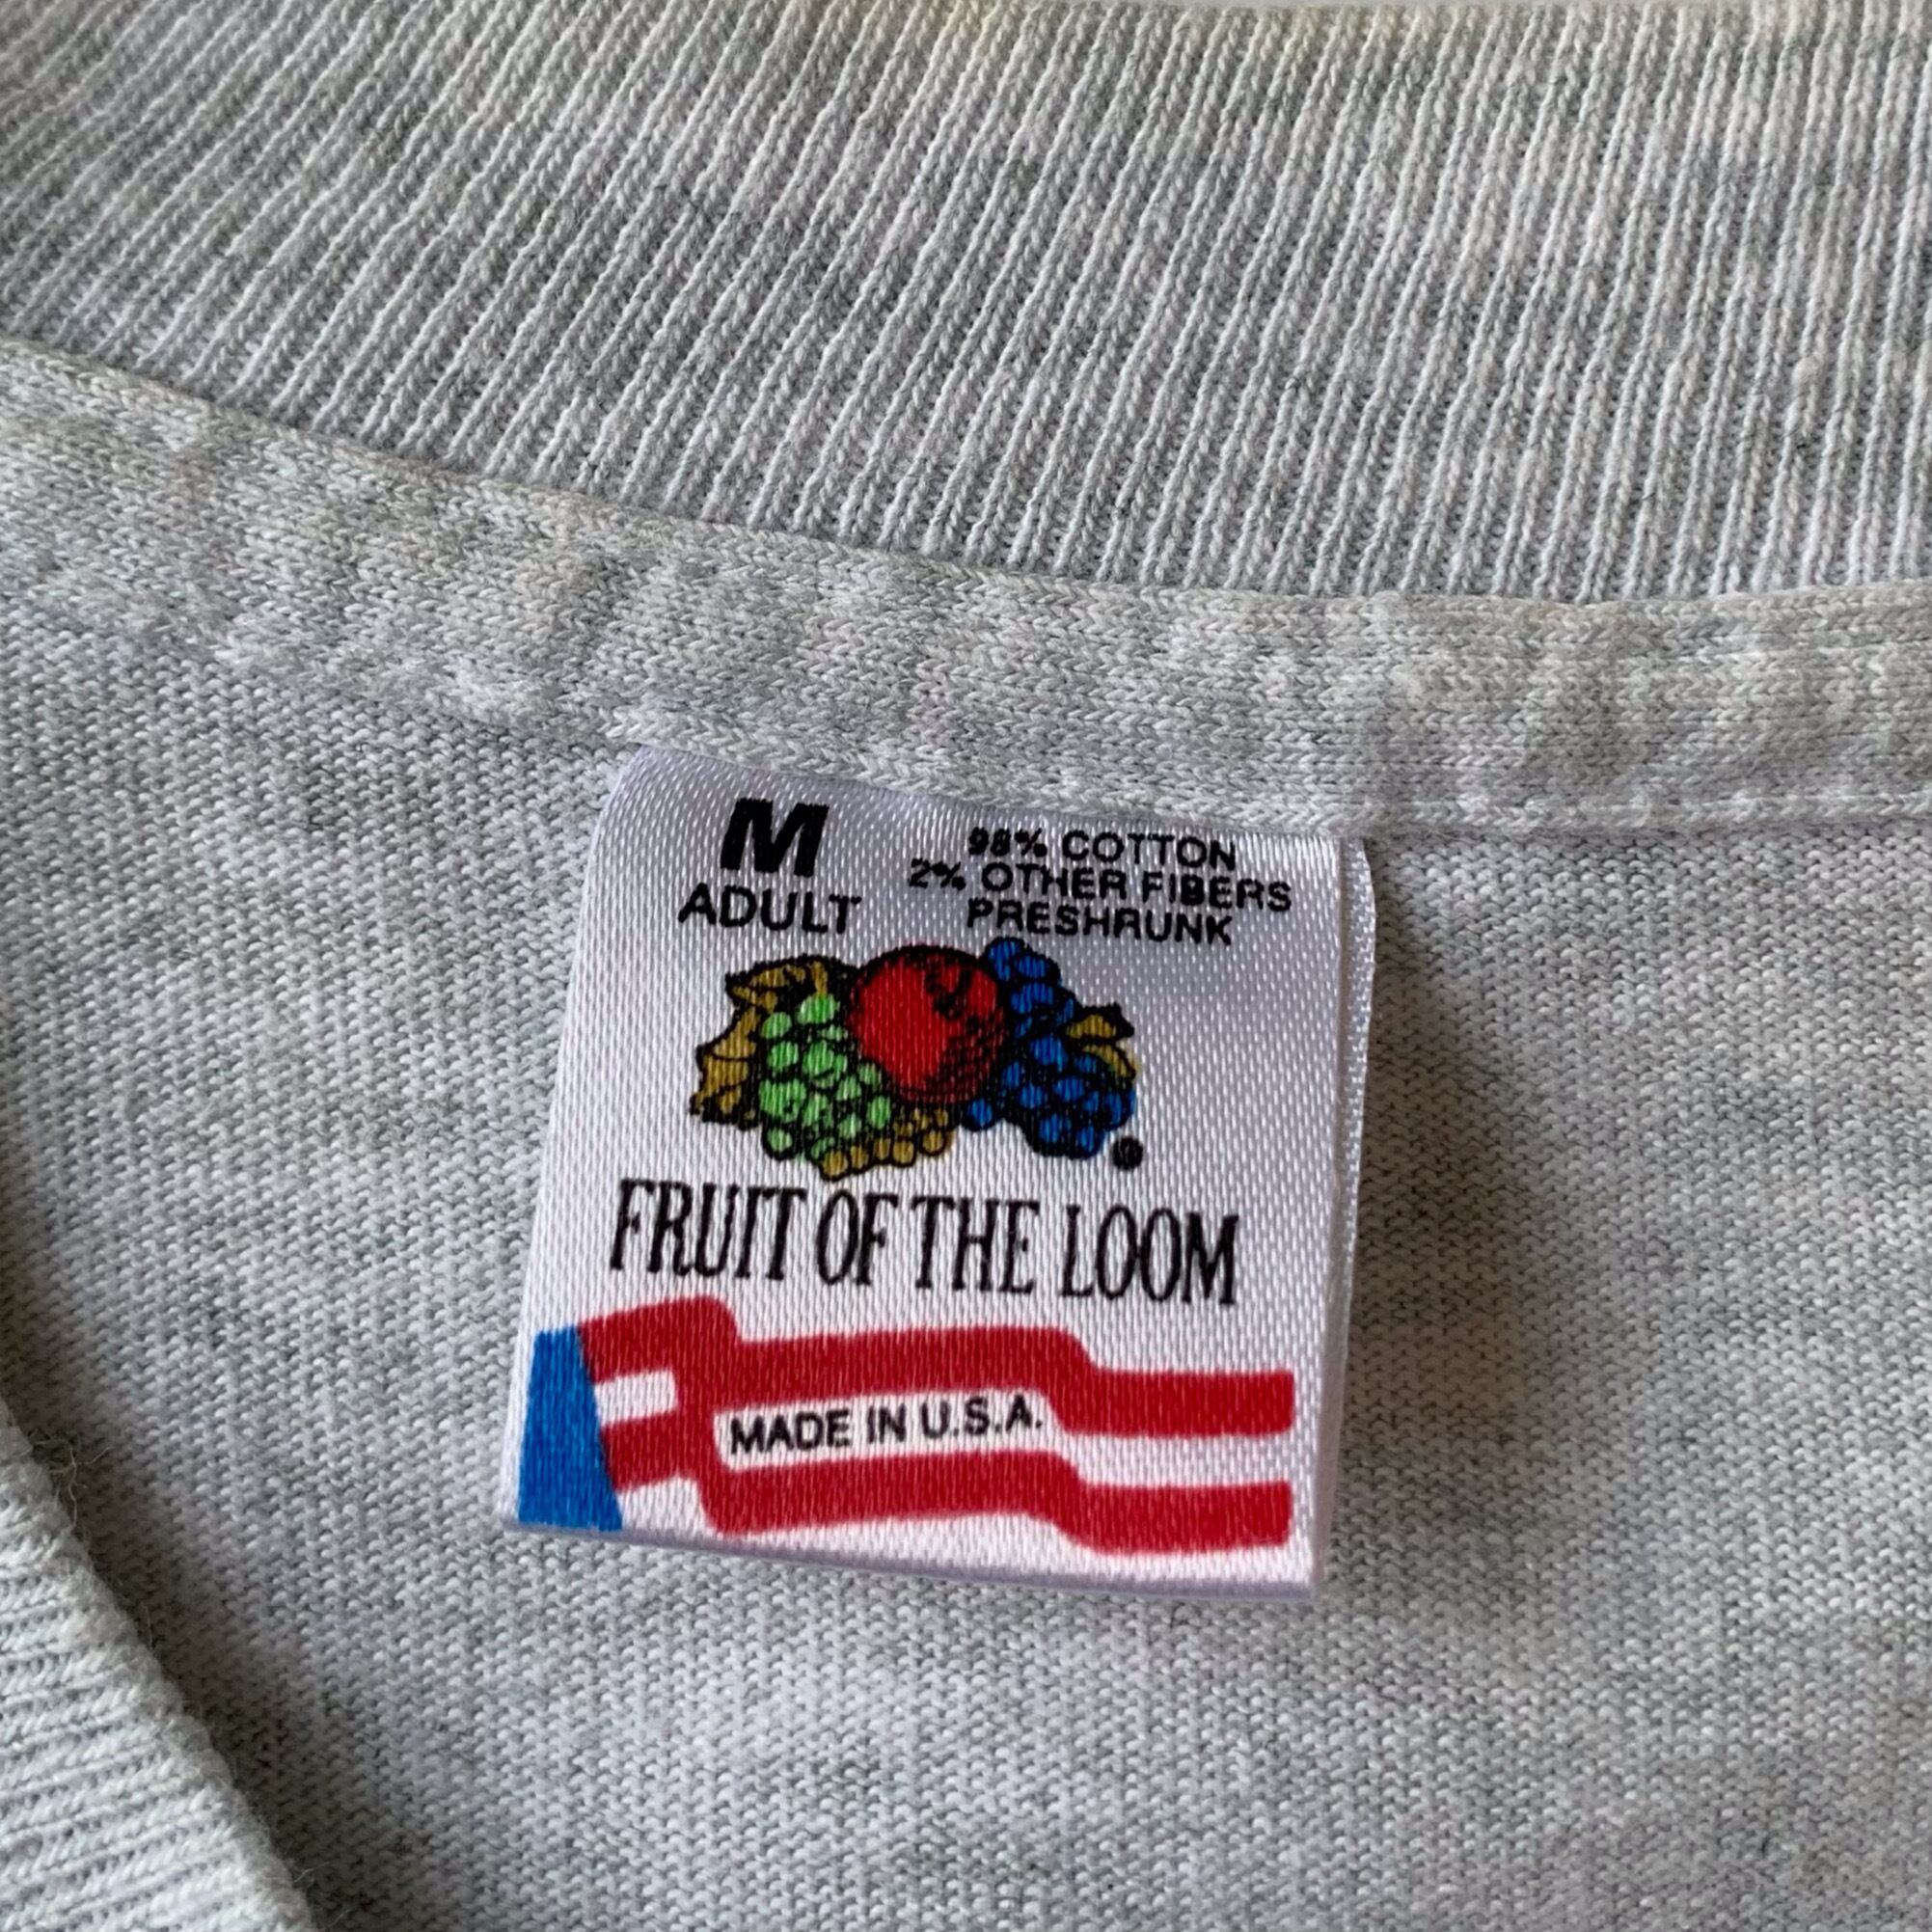 M
ADULT
98% COTTON
2% OTHER FIBERS
PRESHRUNK
FRUIT OF THE LOOM
MADE IN U.S.A.